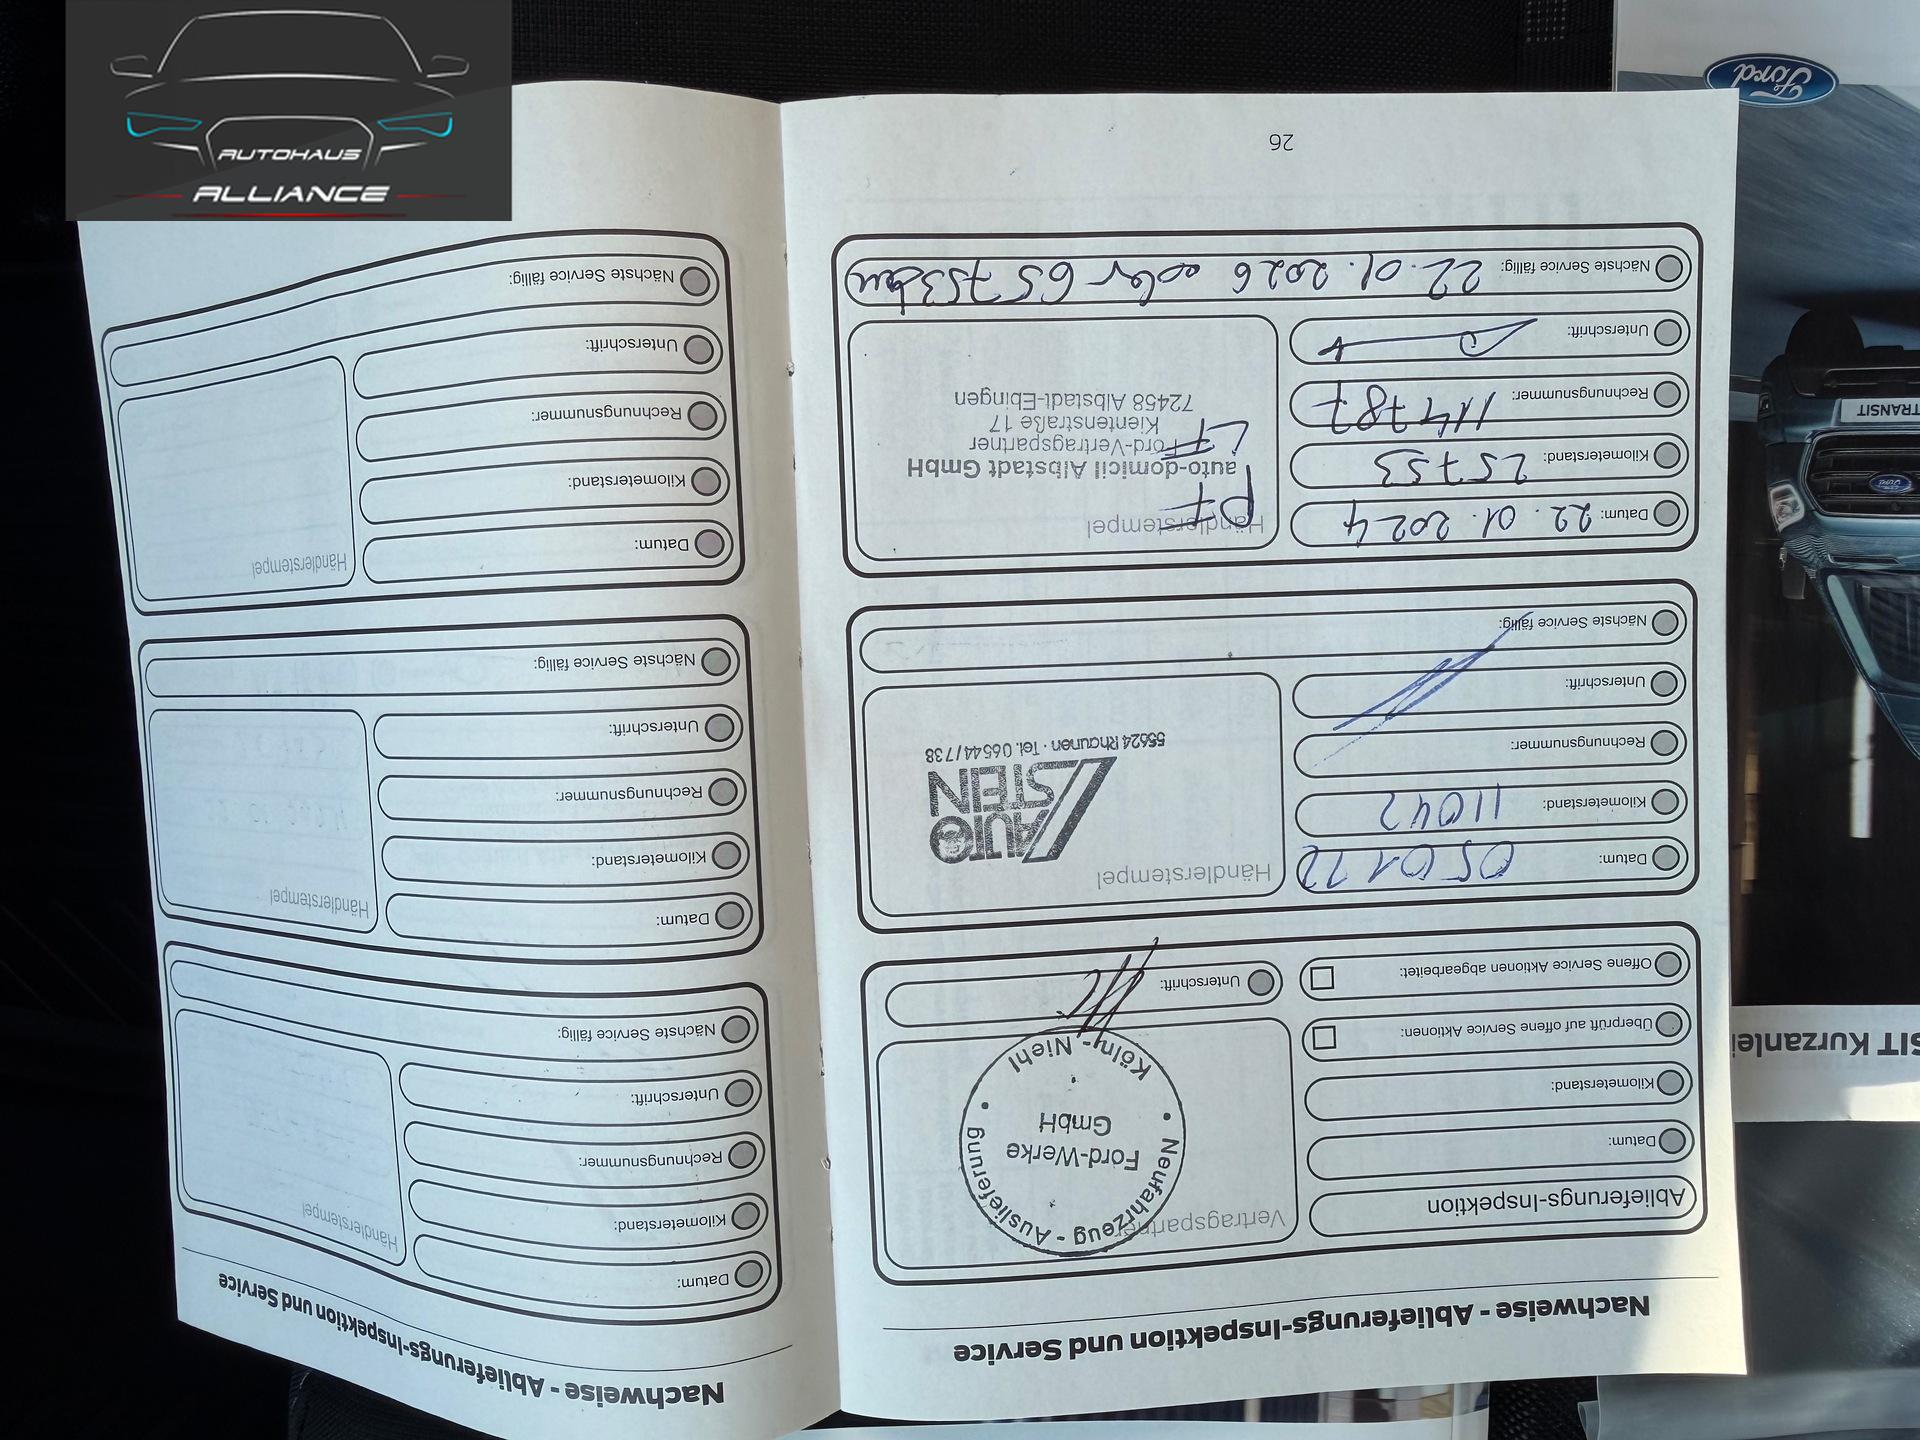 AUTOHAUS
ALLIANCE
Ford
TRANSIT
Ford
SIT Kurzanlei
Nachweise - Ablieferungs-Inspektion und Service
Ablieferungs-Inspektion
Datum:
Kilometerstand:
Überprüft auf offene Service Aktionen:
Offene Service Aktionen abgearbeitet:
Vertragspartner
Neufahrzeug - Auslieferung
Ford-Werke
GmbH
Köln - Niehl
Unterschrift:
Datum: 05 01 22
Kilometerstand: 11042
Rechnungsnummer:
Unterschrift:
Nächste Service fällig:
Händlerstempel
AUTO
STEIN
55624 Rhaunen · Tel. 06544/738
Datum: 22.01.2024
Kilometerstand: 25753
Rechnungsnummer: 114787
Unterschrift:
Händlerstempel
auto-domicil Albstadt GmbH
Ford-Vertragspartner
Kientenstraße 17
72458 Albstadt-Ebingen
Nächste Service fällig: 22.01.2026 oder 65753km
26
Nachweise - Ablieferungs-Inspektion und Service
Datum:
Kilometerstand:
Rechnungsnummer:
Unterschrift:
Händlerstempel
Nächste Service fällig:
Datum:
Kilometerstand:
Rechnungsnummer:
Unterschrift:
Händlerstempel
Nächste Service fällig:
Datum:
Kilometerstand:
Rechnungsnummer:
Unterschrift:
Händlerstempel
Nächste Service fällig: